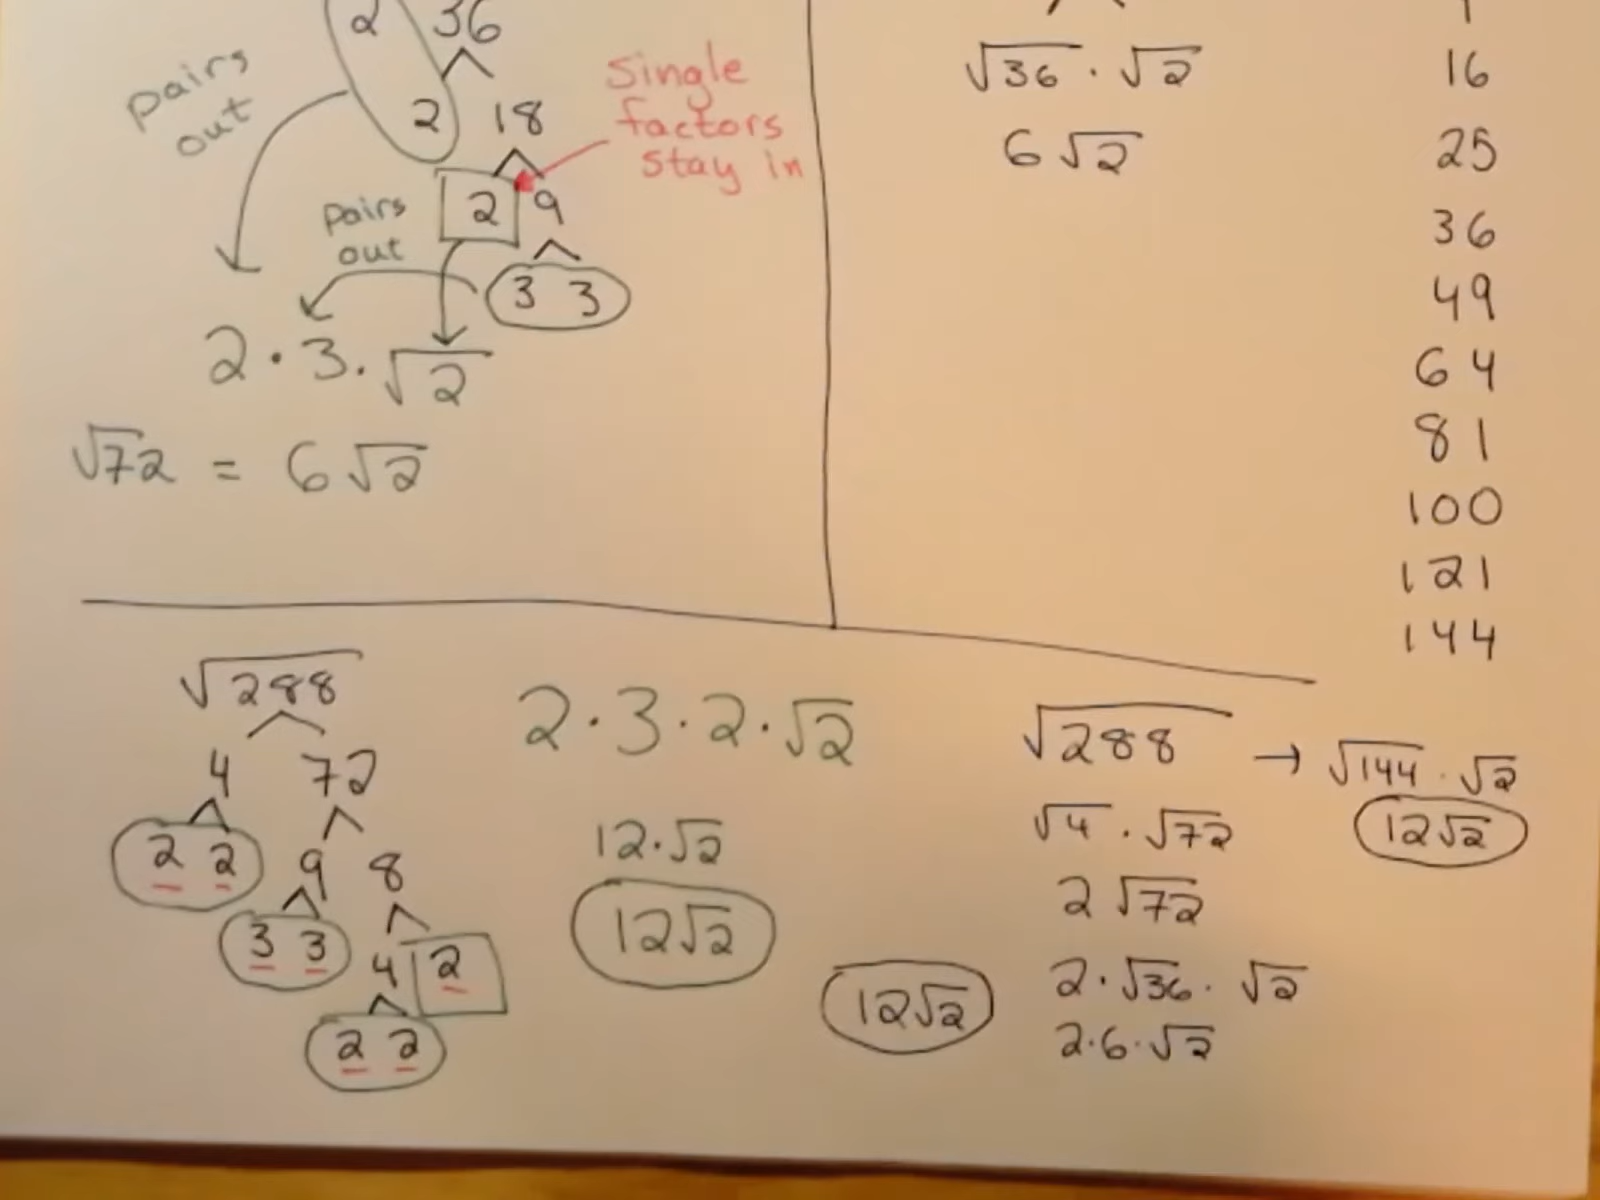 2 36
pairs out
2 18
Single
factors
stay in
2 9
pairs
out
3 3
2 · 3 · √2
√72 = 6√2
√36 · √2
6√2
16
25
36
49
64
81
100
121
144
√288
4 72
2 2 9 8
3 3 4 2
2 2
2 · 3 · 2 · √2
12 · √2
12√2
√288 → √144 · √2
12√2
√4 · √72
2√72
2 · √36 · √2
2 · 6 · √2
12√2